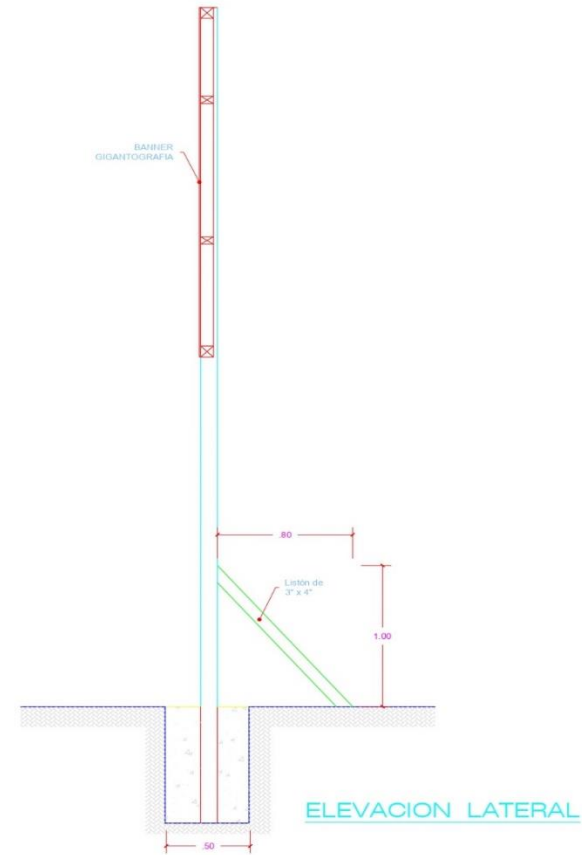 BANNER
GIGANTOGRAFIA
.80
Listón de
3" x 4"
1.00
ELEVACION LATERAL
.50